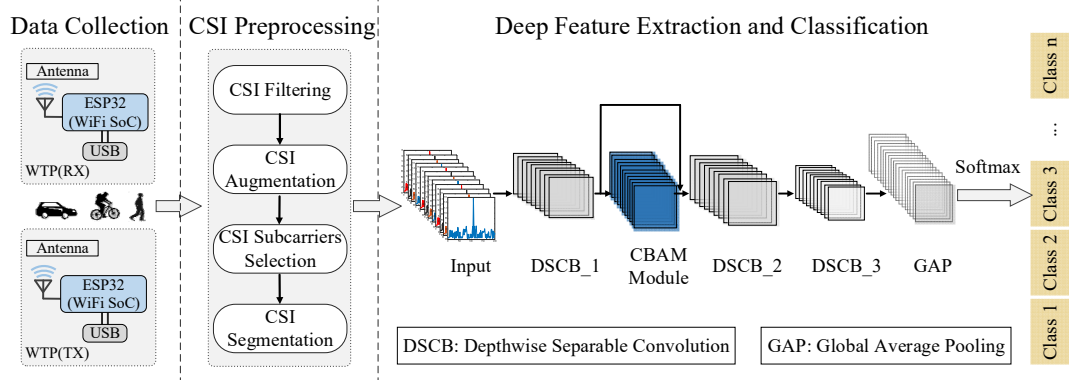 Data Collection
Antenna
ESP32
(WiFi SoC)
USB
WTP(RX)
Antenna
ESP32
(WiFi SoC)
USB
WTP(TX)
CSI Preprocessing
CSI Filtering
CSI
Augmentation
CSI Subcarriers
Selection
CSI
Segmentation
Deep Feature Extraction and Classification
Input
DSCB_1
CBAM
Module
DSCB_2
DSCB_3
GAP
Softmax
DSCB: Depthwise Separable Convolution
GAP: Global Average Pooling
Class n
...
Class 3
Class 2
Class 1